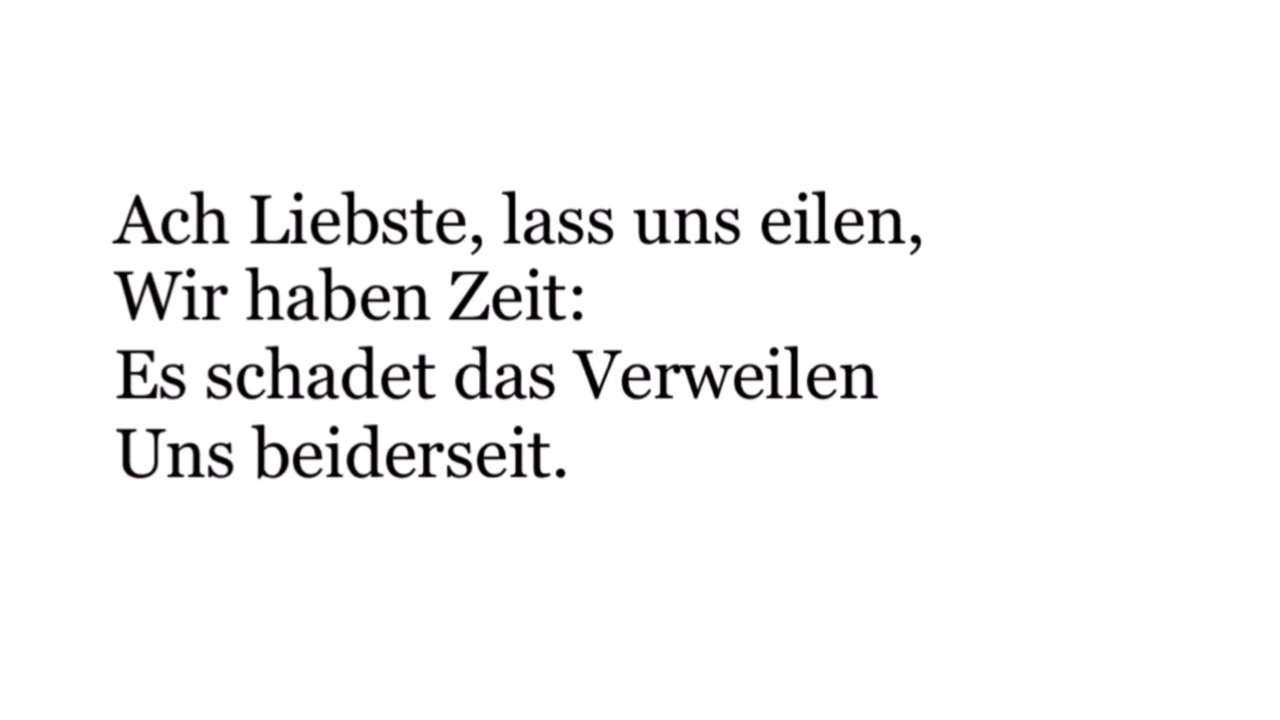 Ach Liebste, lass uns eilen,
Wir haben Zeit:
Es schadet das Verweilen
Uns beiderseit.